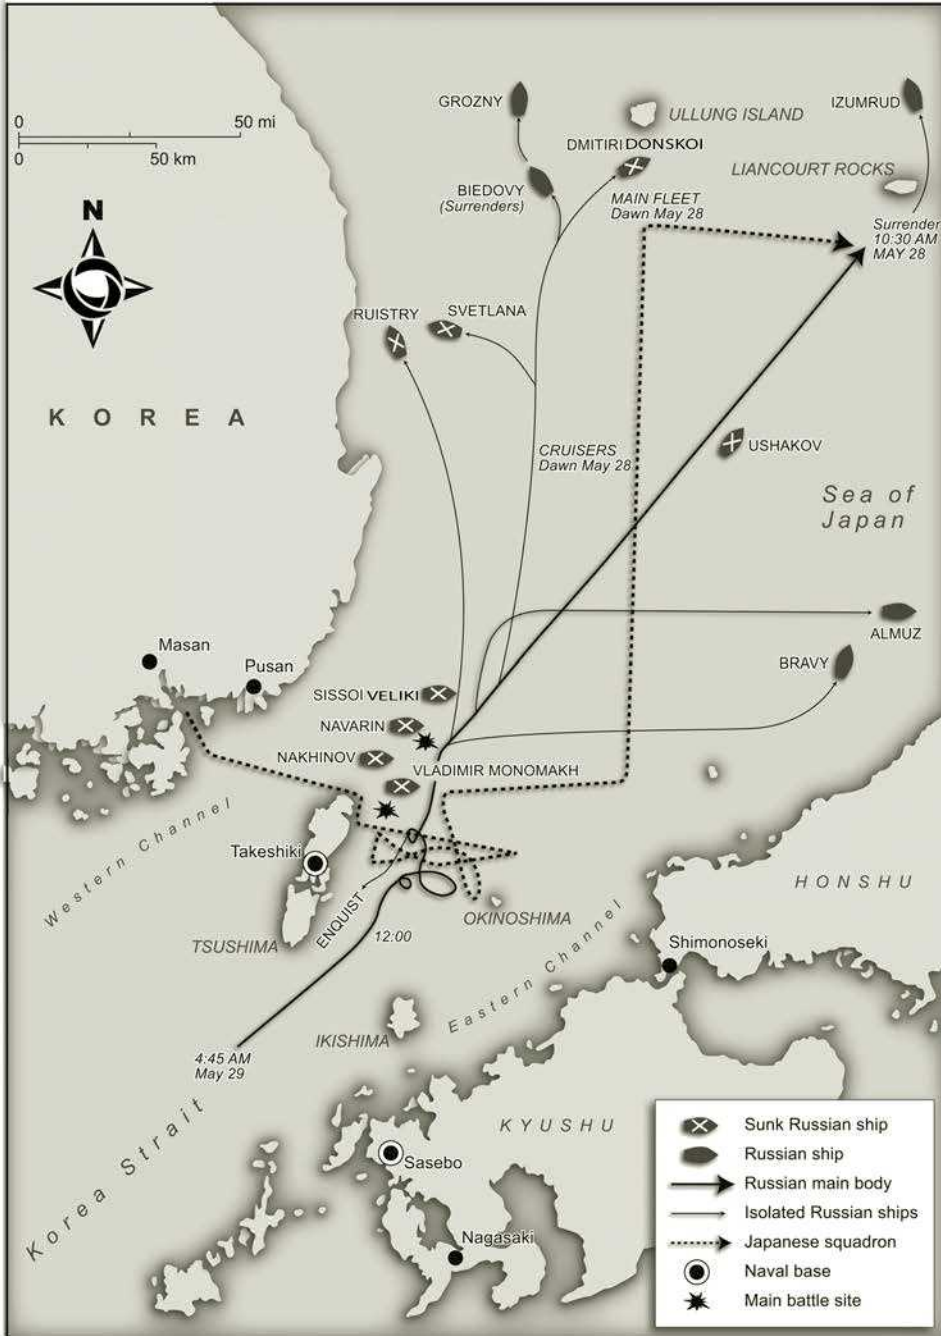 0
50 mi
0
50 km
N
GROZNY
ULLUNG ISLAND
IZUMRUD
DMITIRI DONSKOI
LIANCOURT ROCKS
BIEDOVY
(Surrenders)
MAIN FLEET
Dawn May 28
Surrender
10:30 AM
MAY 28
RUISTRY
SVETLANA
KOREA
CRUISERS
Dawn May 28
USHAKOV
Sea of
Japan
ALMUZ
Masan
Pusan
BRAVY
SISSOI VELIKI
NAVARIN
NAKHINOV
VLADIMIR MONOMAKH
Western Channel
Takeshiki
HONSHU
TSUSHIMA
ENQUIST
12:00
OKINOSHIMA
Eastern Channel
Shimonoseki
IKISHIMA
4:45 AM
May 29
Korea Strait
KYUSHU
Sasebo
Nagasaki
Sunk Russian ship
Russian ship
Russian main body
Isolated Russian ships
Japanese squadron
Naval base
Main battle site